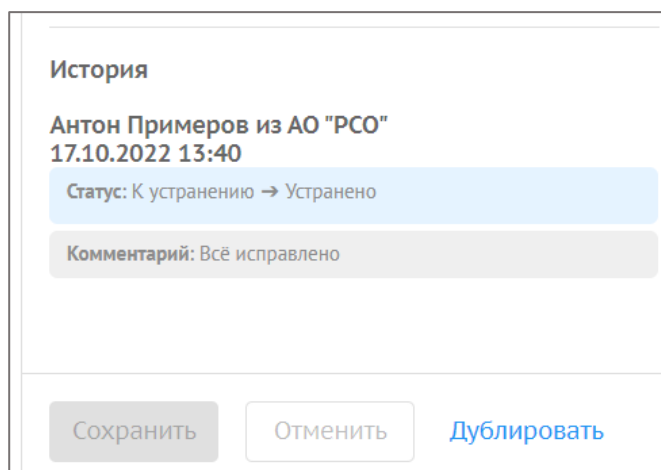 История
Антон Примеров из АО "РСО"
17.10.2022 13:40
Статус: К устранению ➔ Устранено
Комментарий: Всё исправлено
Сохранить Отменить Дублировать